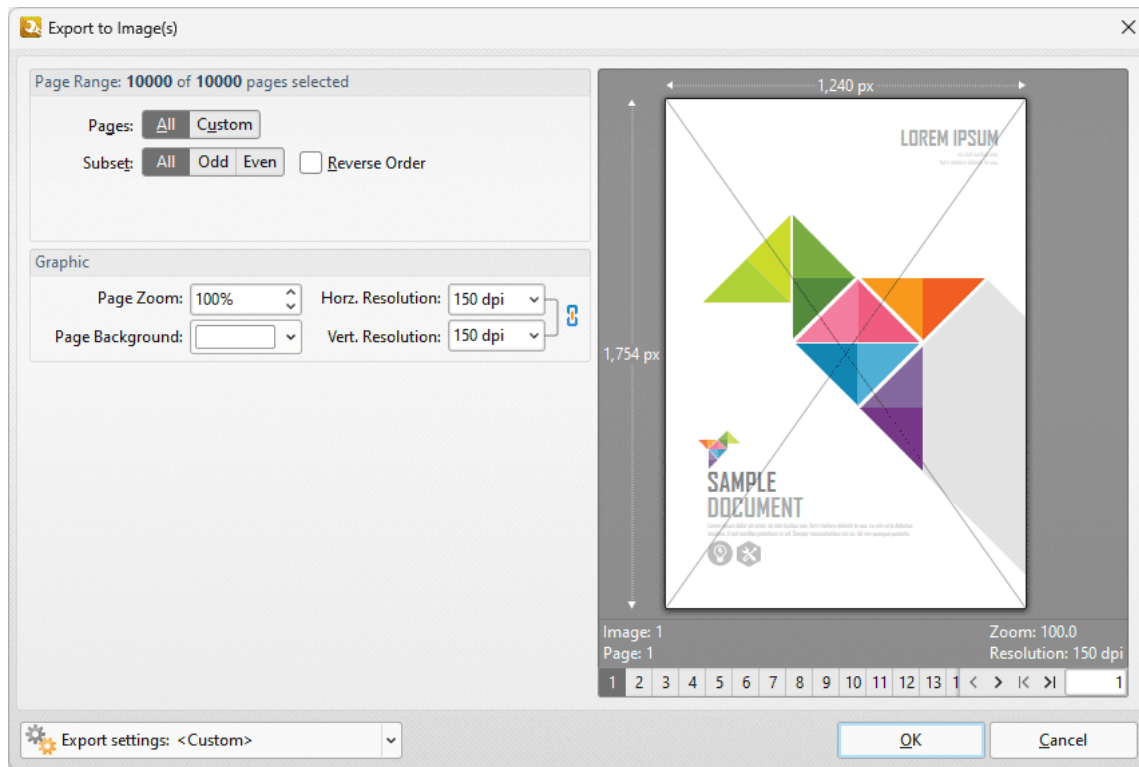 Export to Image(s)
Page Range: 10000 of 10000 pages selected
Pages: All Custom
Subset: All Odd Even Reverse Order
Graphic
Page Zoom: 100% Horz. Resolution: 150 dpi
Page Background: Vert. Resolution: 150 dpi
1,240 px
1,754 px
LOREM IPSUM
SAMPLE
DOCUMENT
Image: 1 Zoom: 100.0
Page: 1 Resolution: 150 dpi
1 2 3 4 5 6 7 8 9 10 11 12 13 1 1
Export settings: <Custom>
OK Cancel